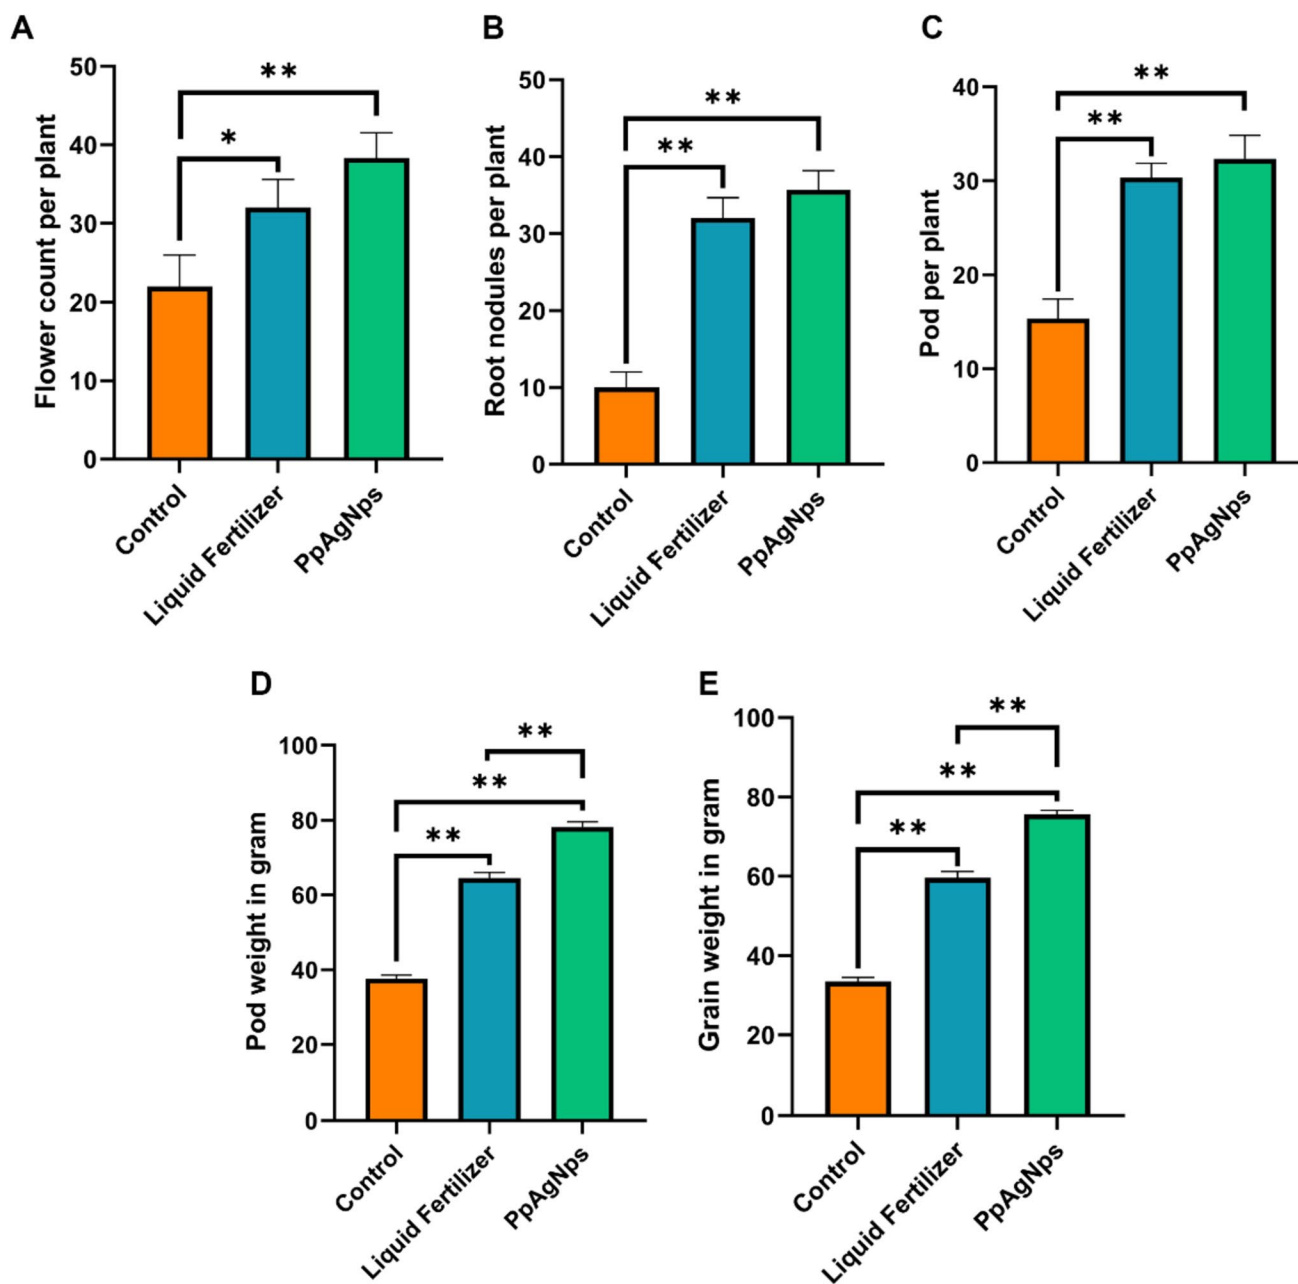 A
Flower count per plant
50
40
30
20
10
0
**
*
Control
Liquid Fertilizer
PpAgNps
B
Root nodules per plant
50
40
30
20
10
0
**
**
Control
Liquid Fertilizer
PpAgNps
C
Pod per plant
40
30
20
10
0
**
**
Control
Liquid Fertilizer
PpAgNps
D
Pod weight in gram
100
80
60
40
20
0
**
**
**
Control
Liquid Fertilizer
PpAgNps
E
Grain weight in gram
100
80
60
40
20
0
**
**
**
Control
Liquid Fertilizer
PpAgNps